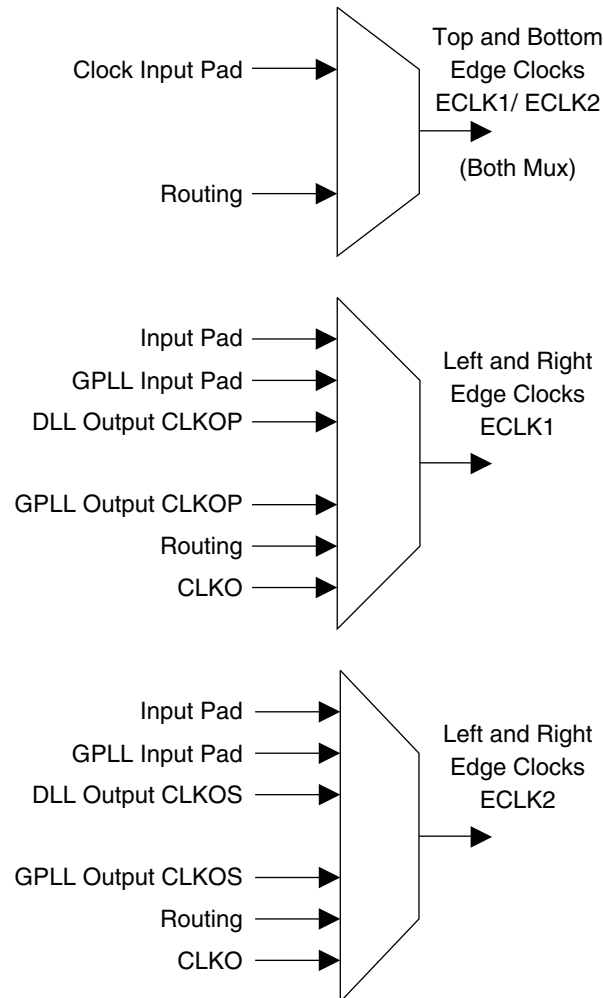 Clock Input Pad
Routing
Top and Bottom
Edge Clocks
ECLK1/ ECLK2
(Both Mux)
Input Pad
GPLL Input Pad
DLL Output CLKOP
GPLL Output CLKOP
Routing
CLKO
Left and Right
Edge Clocks
ECLK1
Input Pad
GPLL Input Pad
DLL Output CLKOS
GPLL Output CLKOS
Routing
CLKO
Left and Right
Edge Clocks
ECLK2